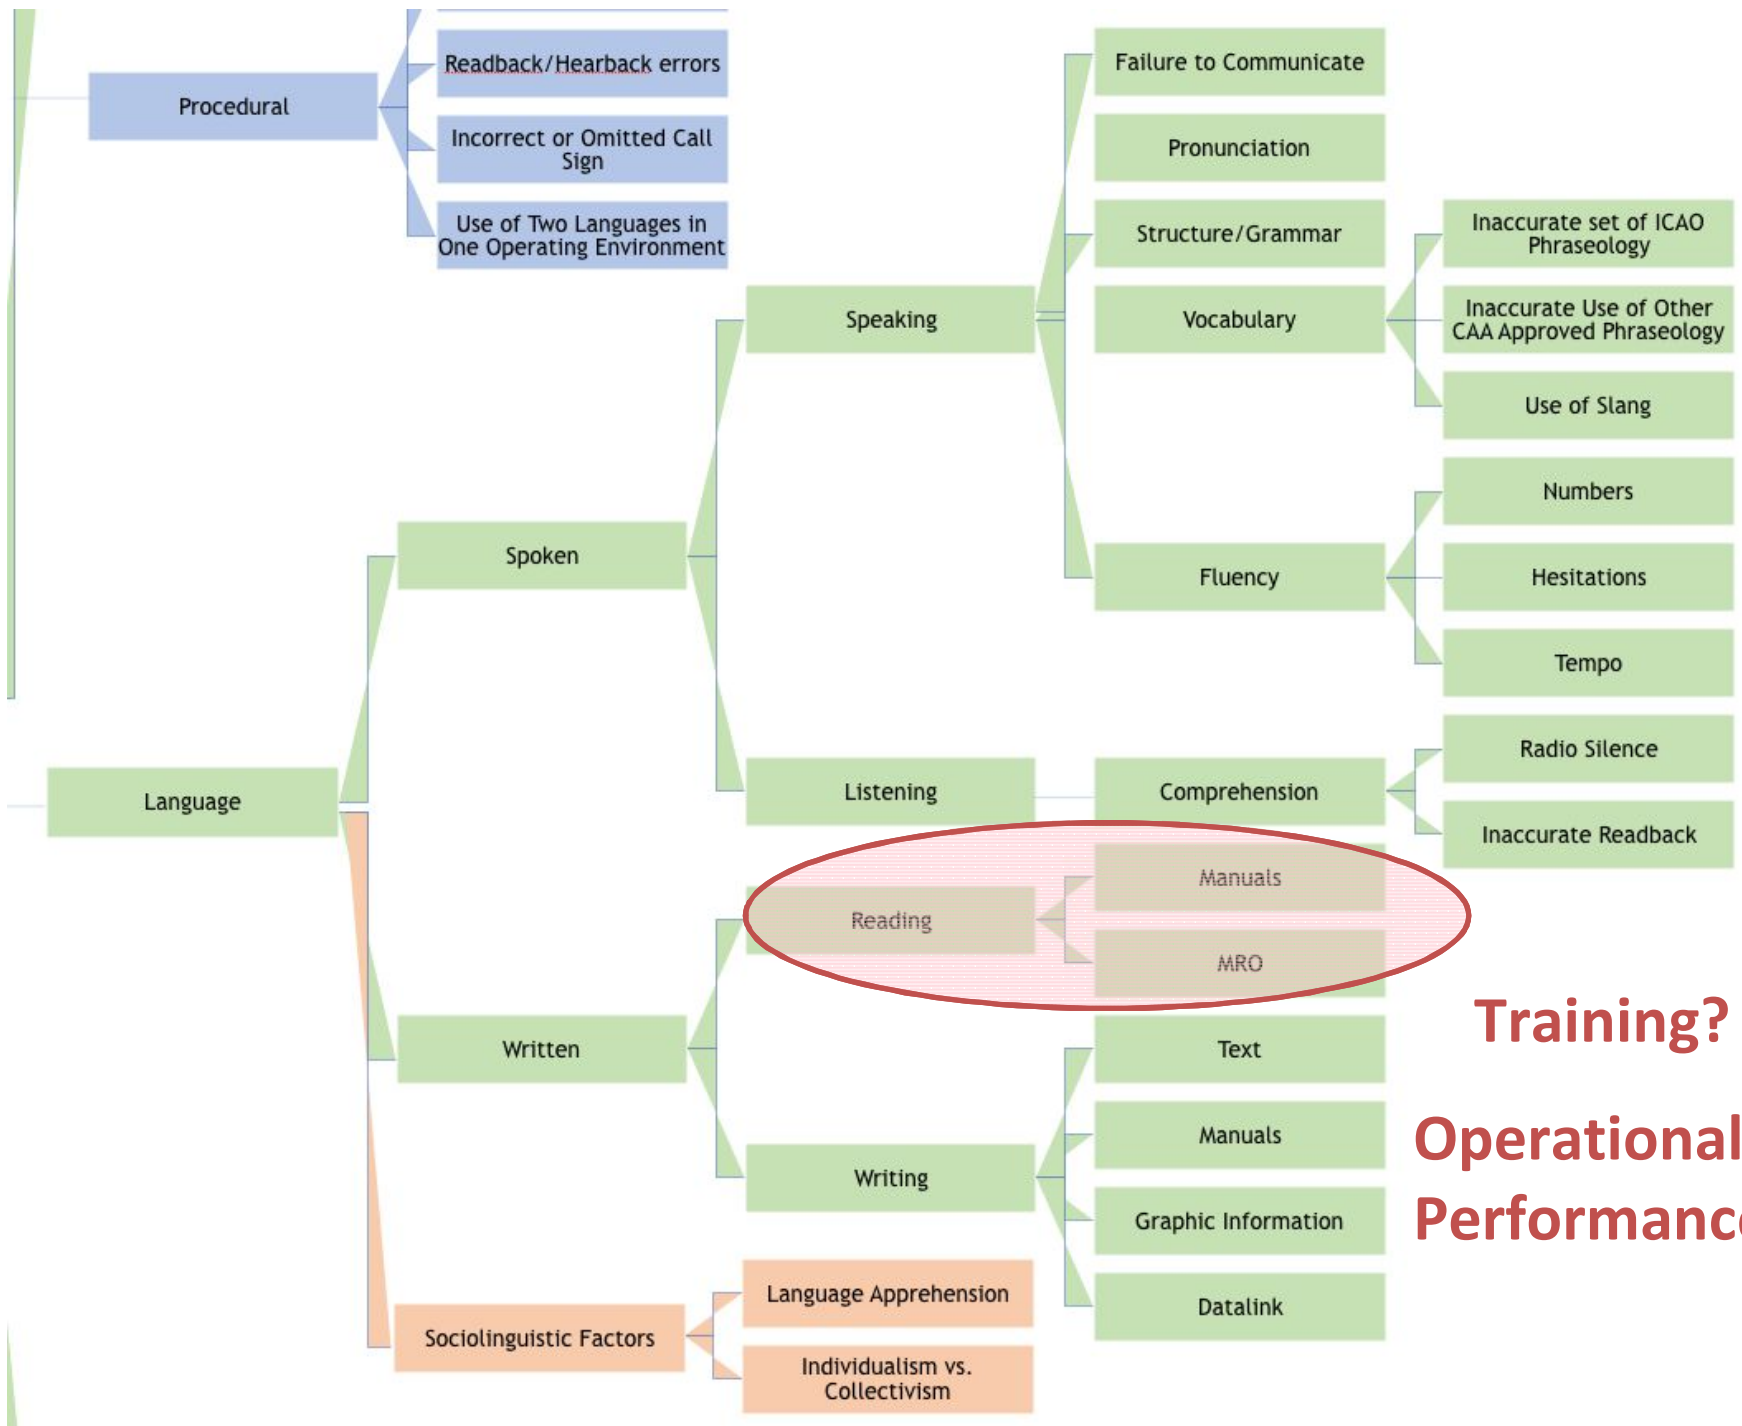 Procedural
Readback/Hearback errors
Incorrect or Omitted Call
Sign
Use of Two Languages in
One Operating Environment
Language
Spoken
Speaking
Failure to Communicate
Pronunciation
Structure/Grammar
Vocabulary
Inaccurate set of ICAO
Phraseology
Inaccurate Use of Other
CAA Approved Phraseology
Use of Slang
Fluency
Numbers
Hesitations
Tempo
Listening
Comprehension
Radio Silence
Inaccurate Readback
Written
Reading
Manuals
MRO
Writing
Text
Manuals
Graphic Information
Datalink
Sociolinguistic Factors
Language Apprehension
Individualism vs.
Collectivism
Training?
Operational
Performance